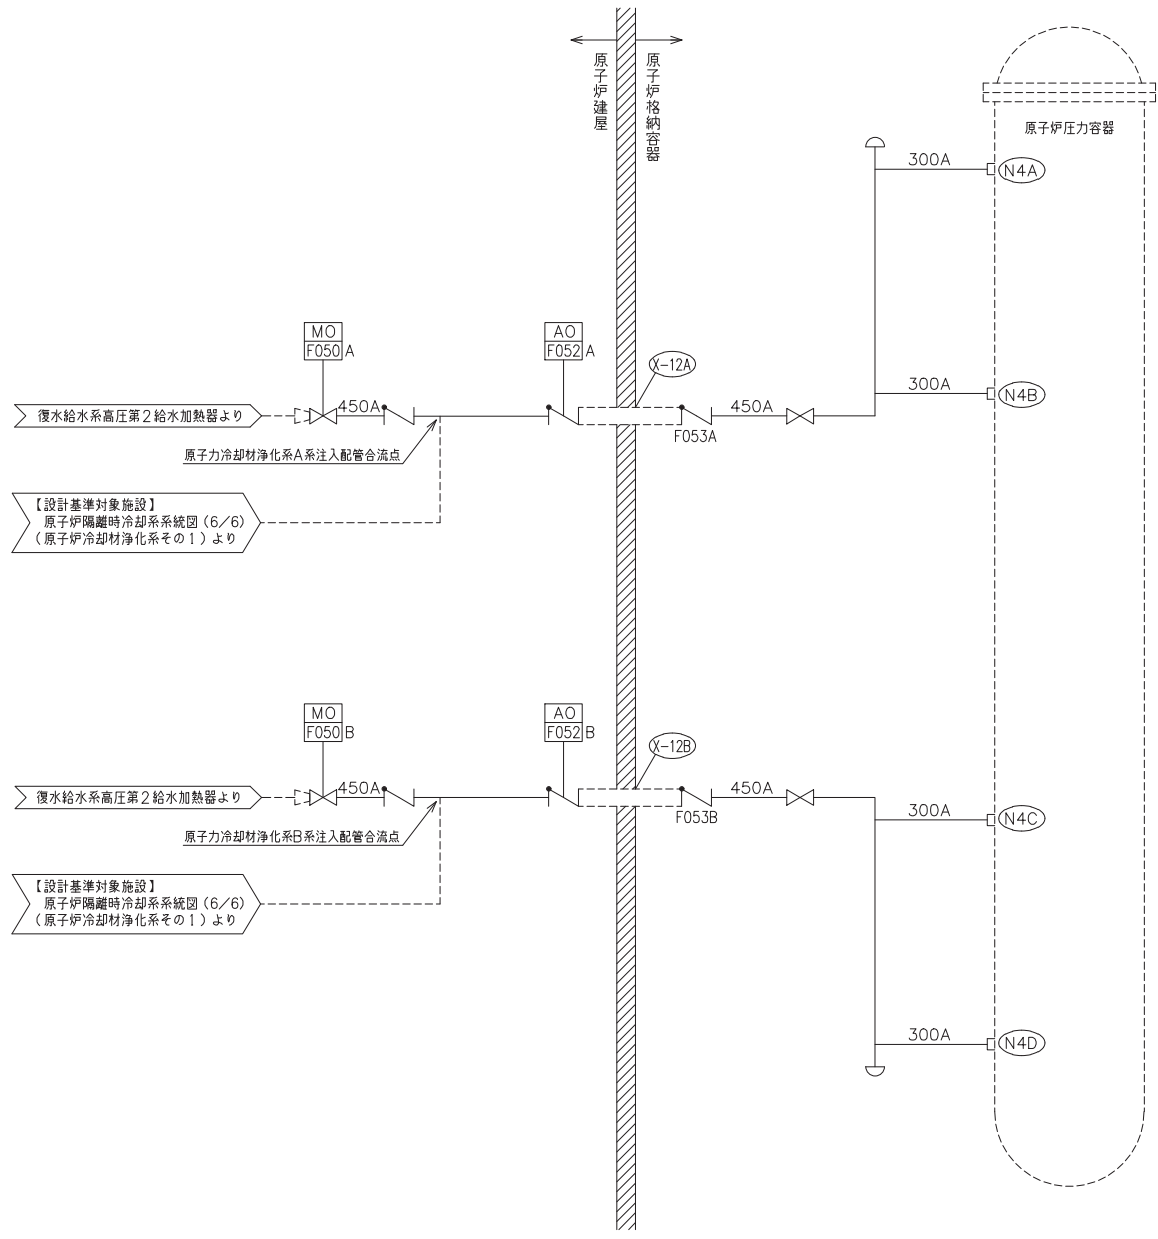 原子炉建屋
原子炉格納容器
原子炉圧力容器
300A
N4A
300A
N4B
MO
F050 A
AO
F052 A
X-12A
復水給水系高圧第2給水加熱器より
450A
450A
F053A
原子力冷却材浄化系A系注入配管合流点
【設計基準対象施設】
原子炉隔離時冷却系系統図(6/6)
(原子炉冷却材浄化系その1)より
MO
F050 B
AO
F052 B
X-12B
復水給水系高圧第2給水加熱器より
450A
450A
F053B
300A
N4C
原子力冷却材浄化系B系注入配管合流点
【設計基準対象施設】
原子炉隔離時冷却系系統図(6/6)
(原子炉冷却材浄化系その1)より
300A
N4D